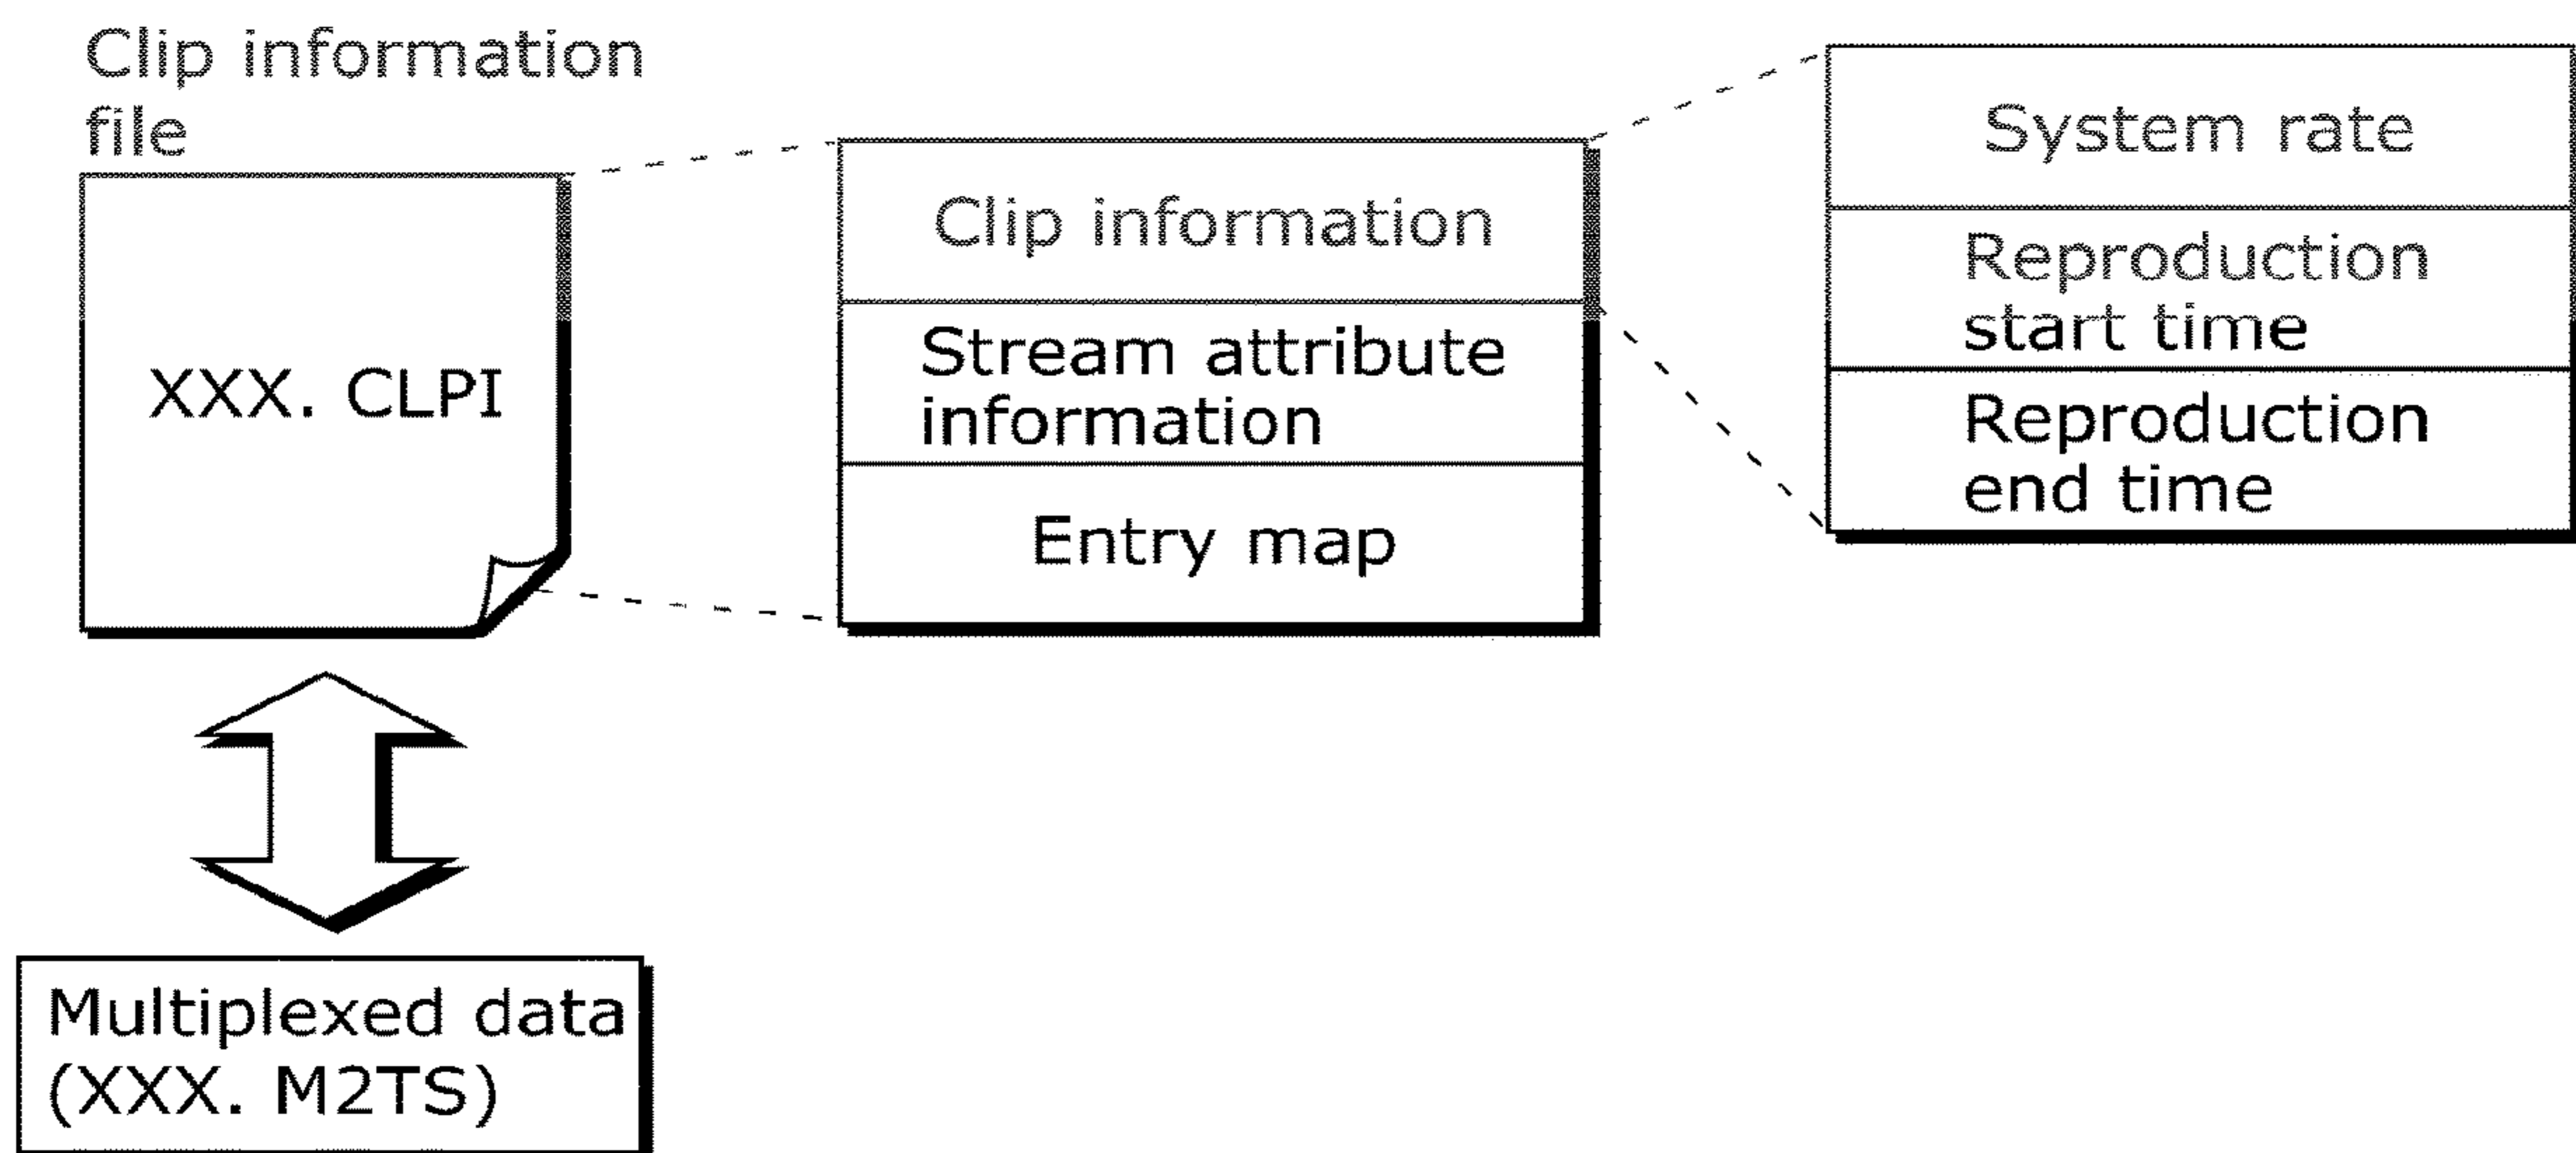 Clip information
file
XXX. CLPI
Clip information
Stream attribute
information
Entry map
System rate
Reproduction
start time
Reproduction
end time
Multiplexed data
(XXX. M2TS)